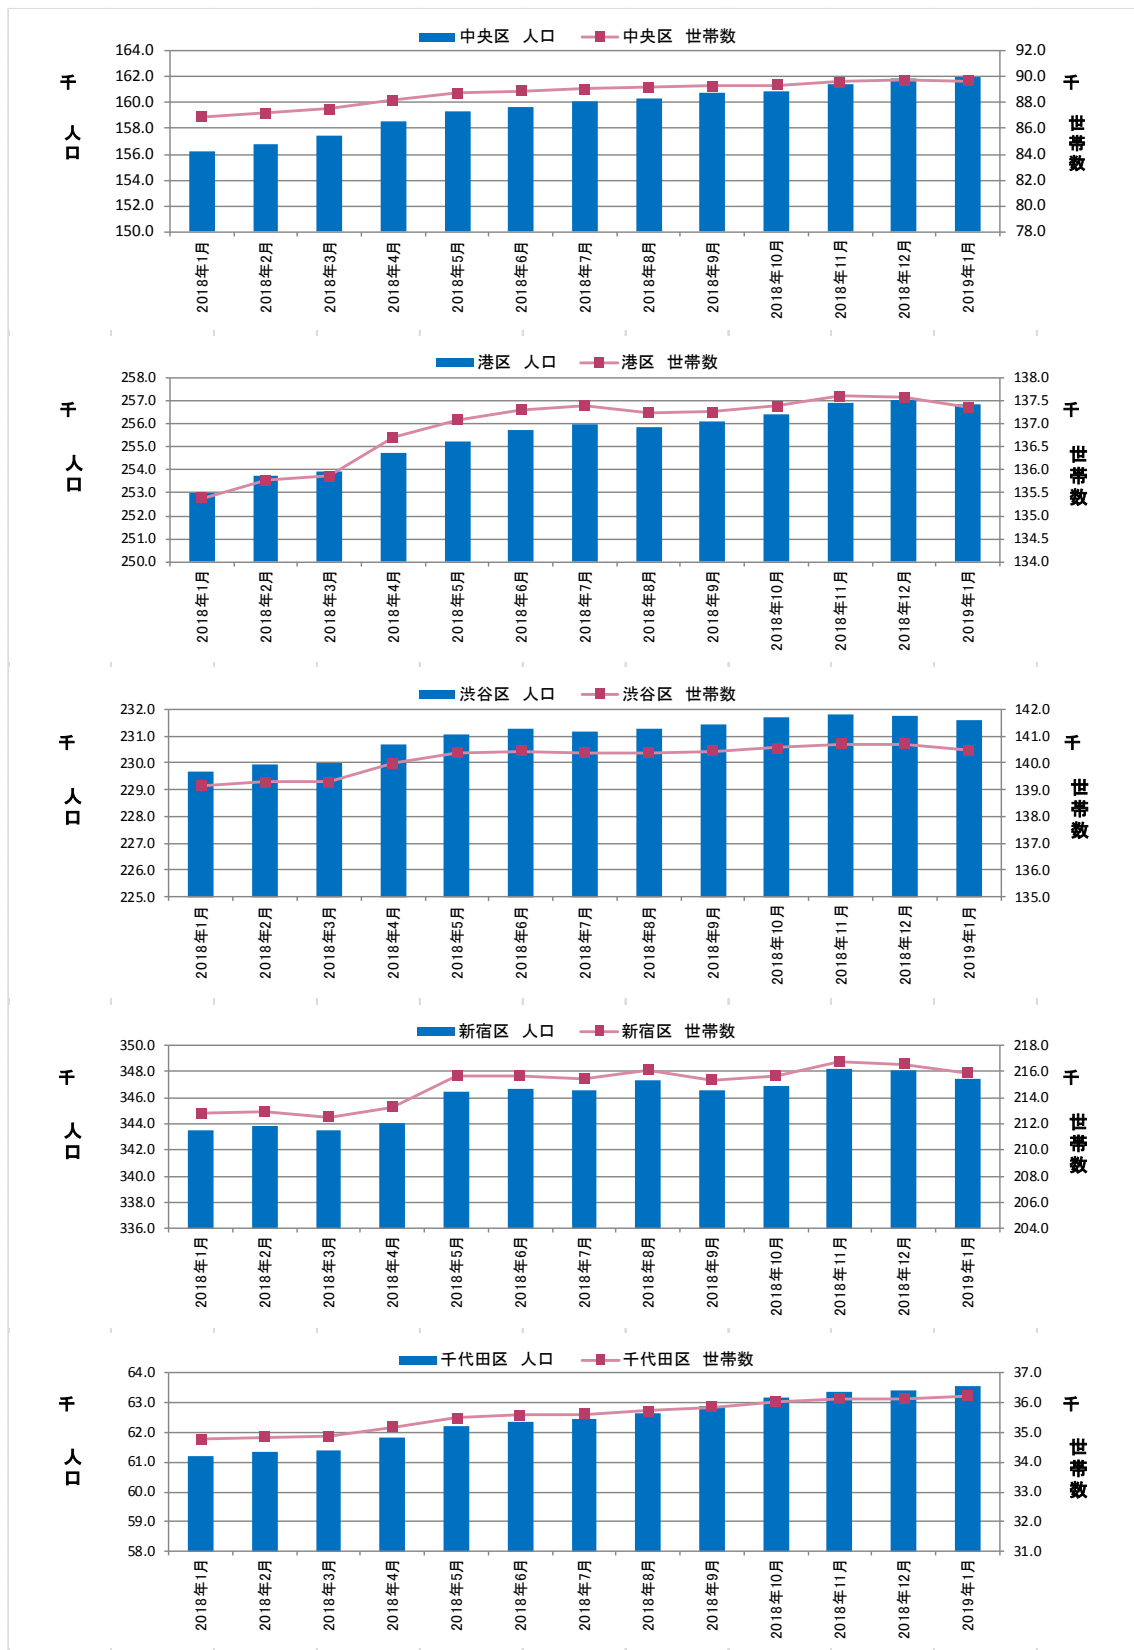 中央区 人口 中央区 世帯数
千 人口
164.0
162.0
160.0
158.0
156.0
154.0
152.0
150.0
92.0
90.0
88.0
86.0
84.0
82.0
80.0
78.0
千 世帯数
2018年1月
2018年2月
2018年3月
2018年4月
2018年5月
2018年6月
2018年7月
2018年8月
2018年9月
2018年10月
2018年11月
2018年12月
2019年1月
港区 人口 港区 世帯数
千 人口
258.0
257.0
256.0
255.0
254.0
253.0
252.0
251.0
250.0
138.0
137.5
137.0
136.5
136.0
135.5
135.0
134.5
134.0
千 世帯数
2018年1月
2018年2月
2018年3月
2018年4月
2018年5月
2018年6月
2018年7月
2018年8月
2018年9月
2018年10月
2018年11月
2018年12月
2019年1月
渋谷区 人口 渋谷区 世帯数
千 人口
232.0
231.0
230.0
229.0
228.0
227.0
226.0
225.0
142.0
141.0
140.0
139.0
138.0
137.0
136.0
135.0
千 世帯数
2018年1月
2018年2月
2018年3月
2018年4月
2018年5月
2018年6月
2018年7月
2018年8月
2018年9月
2018年10月
2018年11月
2018年12月
2019年1月
新宿区 人口 新宿区 世帯数
千 人口
350.0
348.0
346.0
344.0
342.0
340.0
338.0
336.0
218.0
216.0
214.0
212.0
210.0
208.0
206.0
204.0
千 世帯数
2018年1月
2018年2月
2018年3月
2018年4月
2018年5月
2018年6月
2018年7月
2018年8月
2018年9月
2018年10月
2018年11月
2018年12月
2019年1月
千代田区 人口 千代田区 世帯数
千 人口
64.0
63.0
62.0
61.0
60.0
59.0
58.0
37.0
36.0
35.0
34.0
33.0
32.0
31.0
千 世帯数
2018年1月
2018年2月
2018年3月
2018年4月
2018年5月
2018年6月
2018年7月
2018年8月
2018年9月
2018年10月
2018年11月
2018年12月
2019年1月